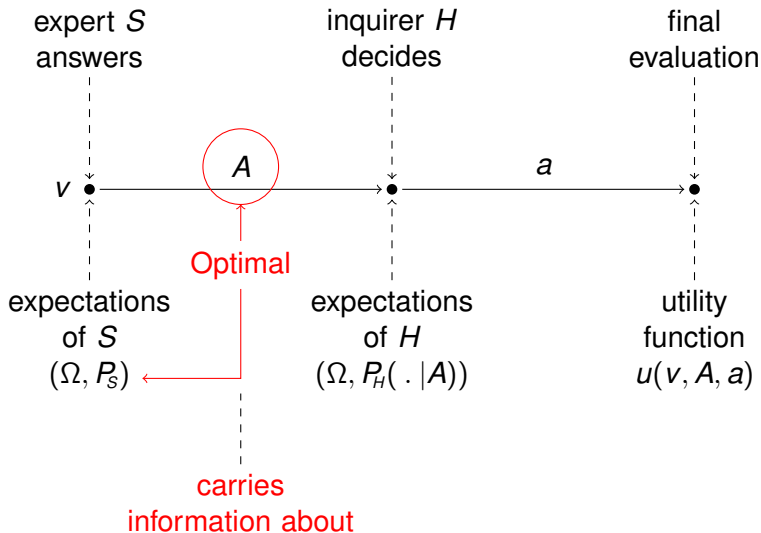 expert S
answers
inquirer H
decides
final
evaluation
v
A
a
Optimal
expectations
of S
(Ω, P_S)
expectations
of H
(Ω, P_H( . |A))
utility
function
u(v, A, a)
carries
information about